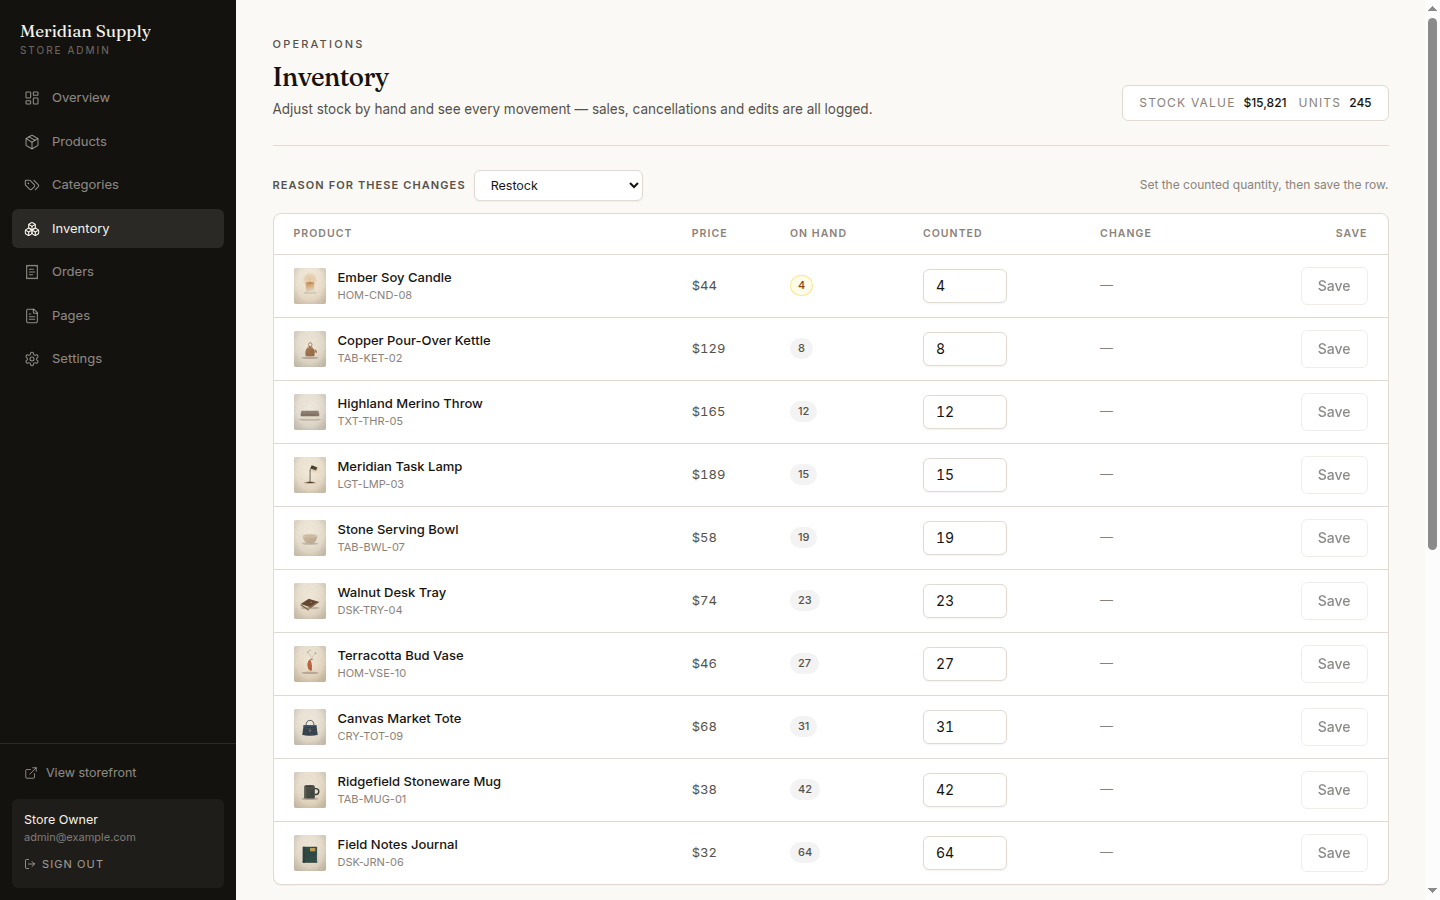 Meridian Supply
STORE ADMIN
Overview
Products
Categories
Inventory
Orders
Pages
Settings
View storefront
Store Owner
admin@example.com
SIGN OUT
OPERATIONS
Inventory
Adjust stock by hand and see every movement — sales, cancellations and edits are all logged.
STOCK VALUE $15,821 UNITS 245
REASON FOR THESE CHANGES Restock
Set the counted quantity, then save the row.
PRODUCT PRICE ON HAND COUNTED CHANGE SAVE
Ember Soy Candle
HOM-CND-08
$44 4 4 — Save
Copper Pour-Over Kettle
TAB-KET-02
$129 8 8 — Save
Highland Merino Throw
TXT-THR-05
$165 12 12 — Save
Meridian Task Lamp
LGT-LMP-03
$189 15 15 — Save
Stone Serving Bowl
TAB-BWL-07
$58 19 19 — Save
Walnut Desk Tray
DSK-TRY-04
$74 23 23 — Save
Terracotta Bud Vase
HOM-VSE-10
$46 27 27 — Save
Canvas Market Tote
CRY-TOT-09
$68 31 31 — Save
Ridgefield Stoneware Mug
TAB-MUG-01
$38 42 42 — Save
Field Notes Journal
DSK-JRN-06
$32 64 64 — Save